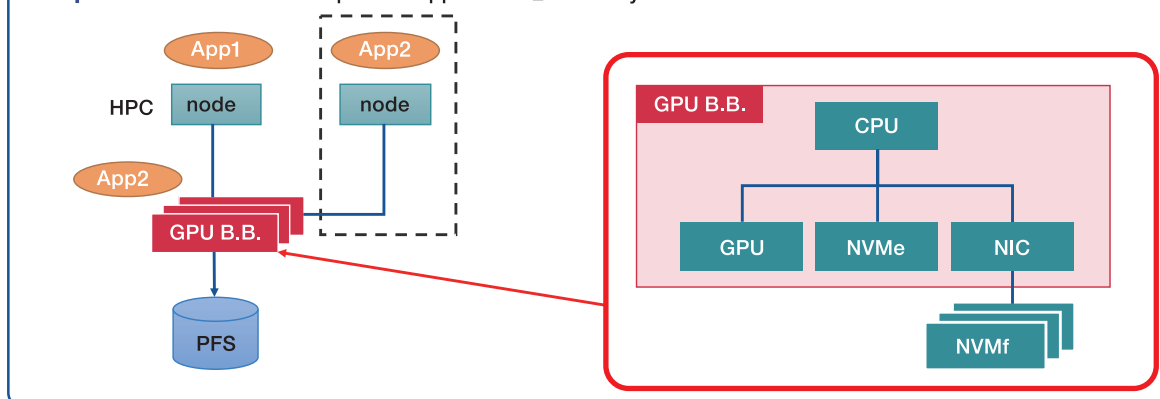 App1
App2
HPC
node
node
App2
GPU B.B.
PFS
GPU B.B.
CPU
GPU
NVMe
NIC
NVMf